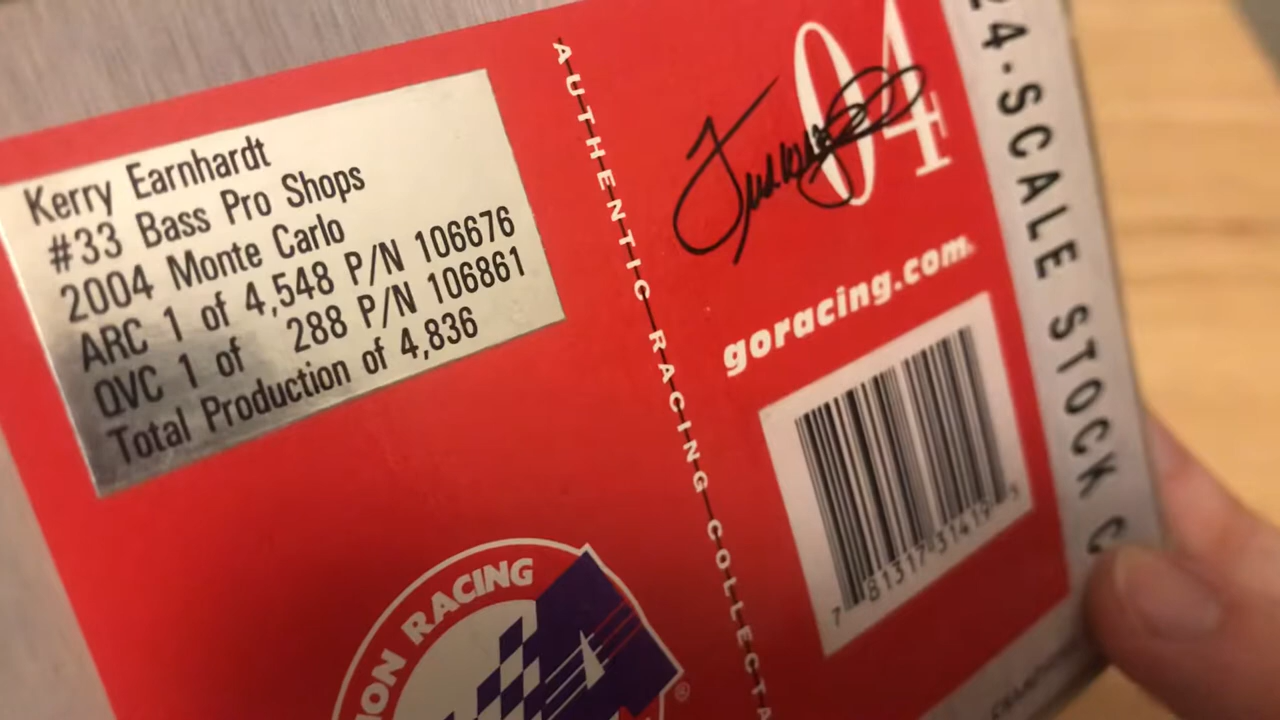 Kerry Earnhardt
#33 Bass Pro Shops
2004 Monte Carlo
ARC 1 of 4,548 P/N 106676
QVC 1 of 288 P/N 106861
Total Production of 4,836
AUTHENTIC RACING COLLECTA
04
goracing.com
7 81317 31419 5
24-SCALE STOCK C
ION RACING
®